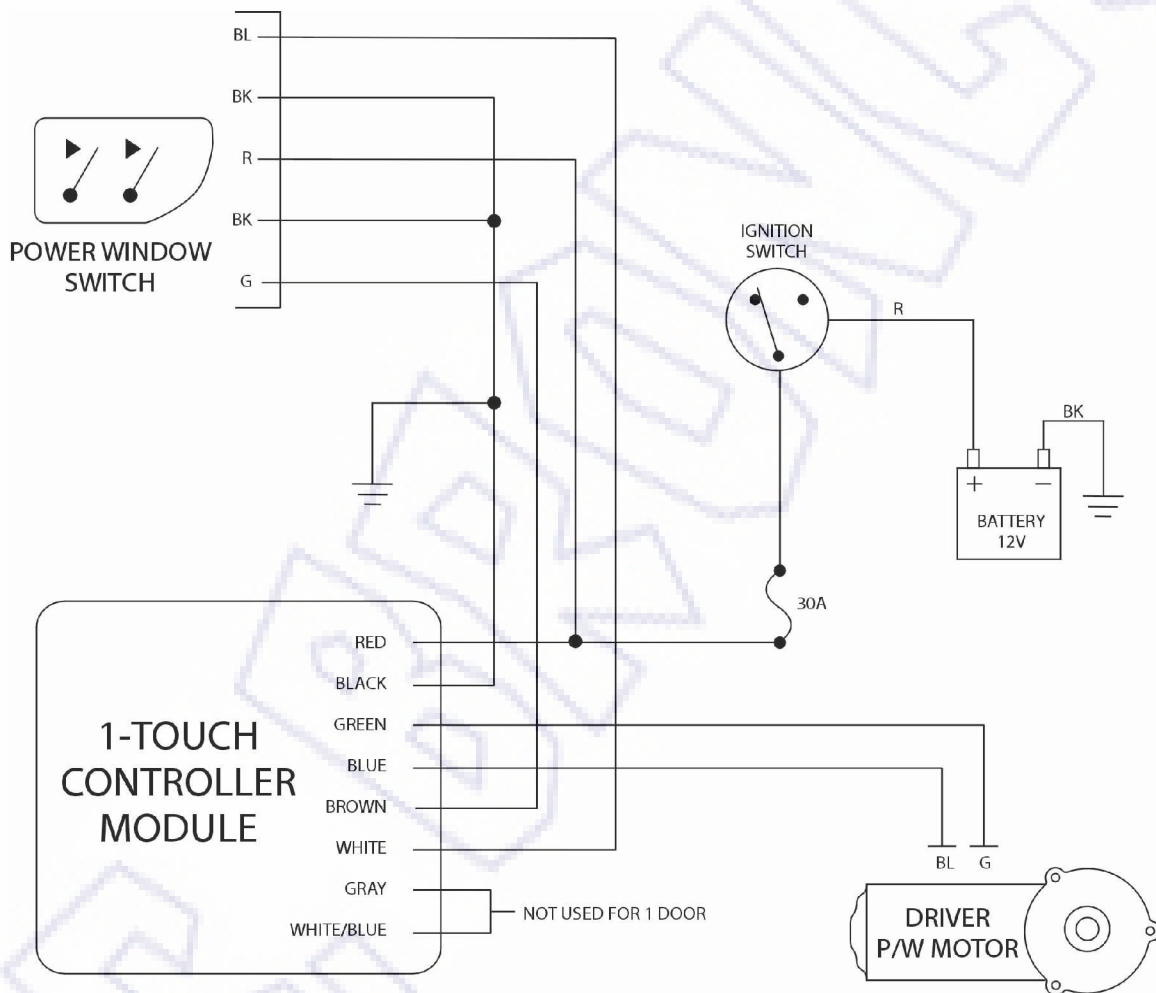 BL
BK
R
BK
G
POWER WINDOW
SWITCH
IGNITION
SWITCH
R
BK
+
−
BATTERY
12V
30A
1-TOUCH
CONTROLLER
MODULE
RED
BLACK
GREEN
BLUE
BROWN
WHITE
GRAY
WHITE/BLUE
NOT USED FOR 1 DOOR
BL
G
DRIVER
P/W MOTOR